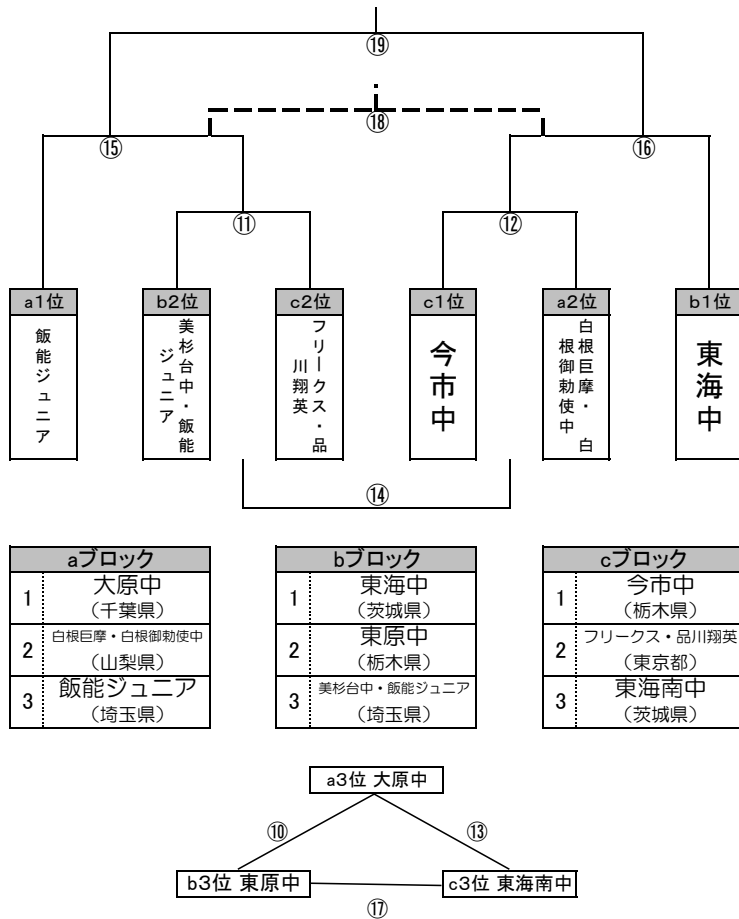 ⑲
⑱
⑮
⑯
⑪
⑫
a1位
b2位
c2位
c1位
a2位
b1位
飯能ジュニア
美杉台中・飯能
ジュニア
フリークス・品
川翔英
今市中
白根巨摩・白
根御勅使中
東海中
⑭
aブロック
1
大原中
（千葉県）
2
白根巨摩・白根御勅使中
（山梨県）
3
飯能ジュニア
（埼玉県）
bブロック
1
東海中
（茨城県）
2
東原中
（栃木県）
3
美杉台中・飯能ジュニア
（埼玉県）
cブロック
1
今市中
（栃木県）
2
フリークス・品川翔英
（東京都）
3
東海南中
（茨城県）
a3位 大原中
⑩
⑬
b3位 東原中
c3位 東海南中
⑰